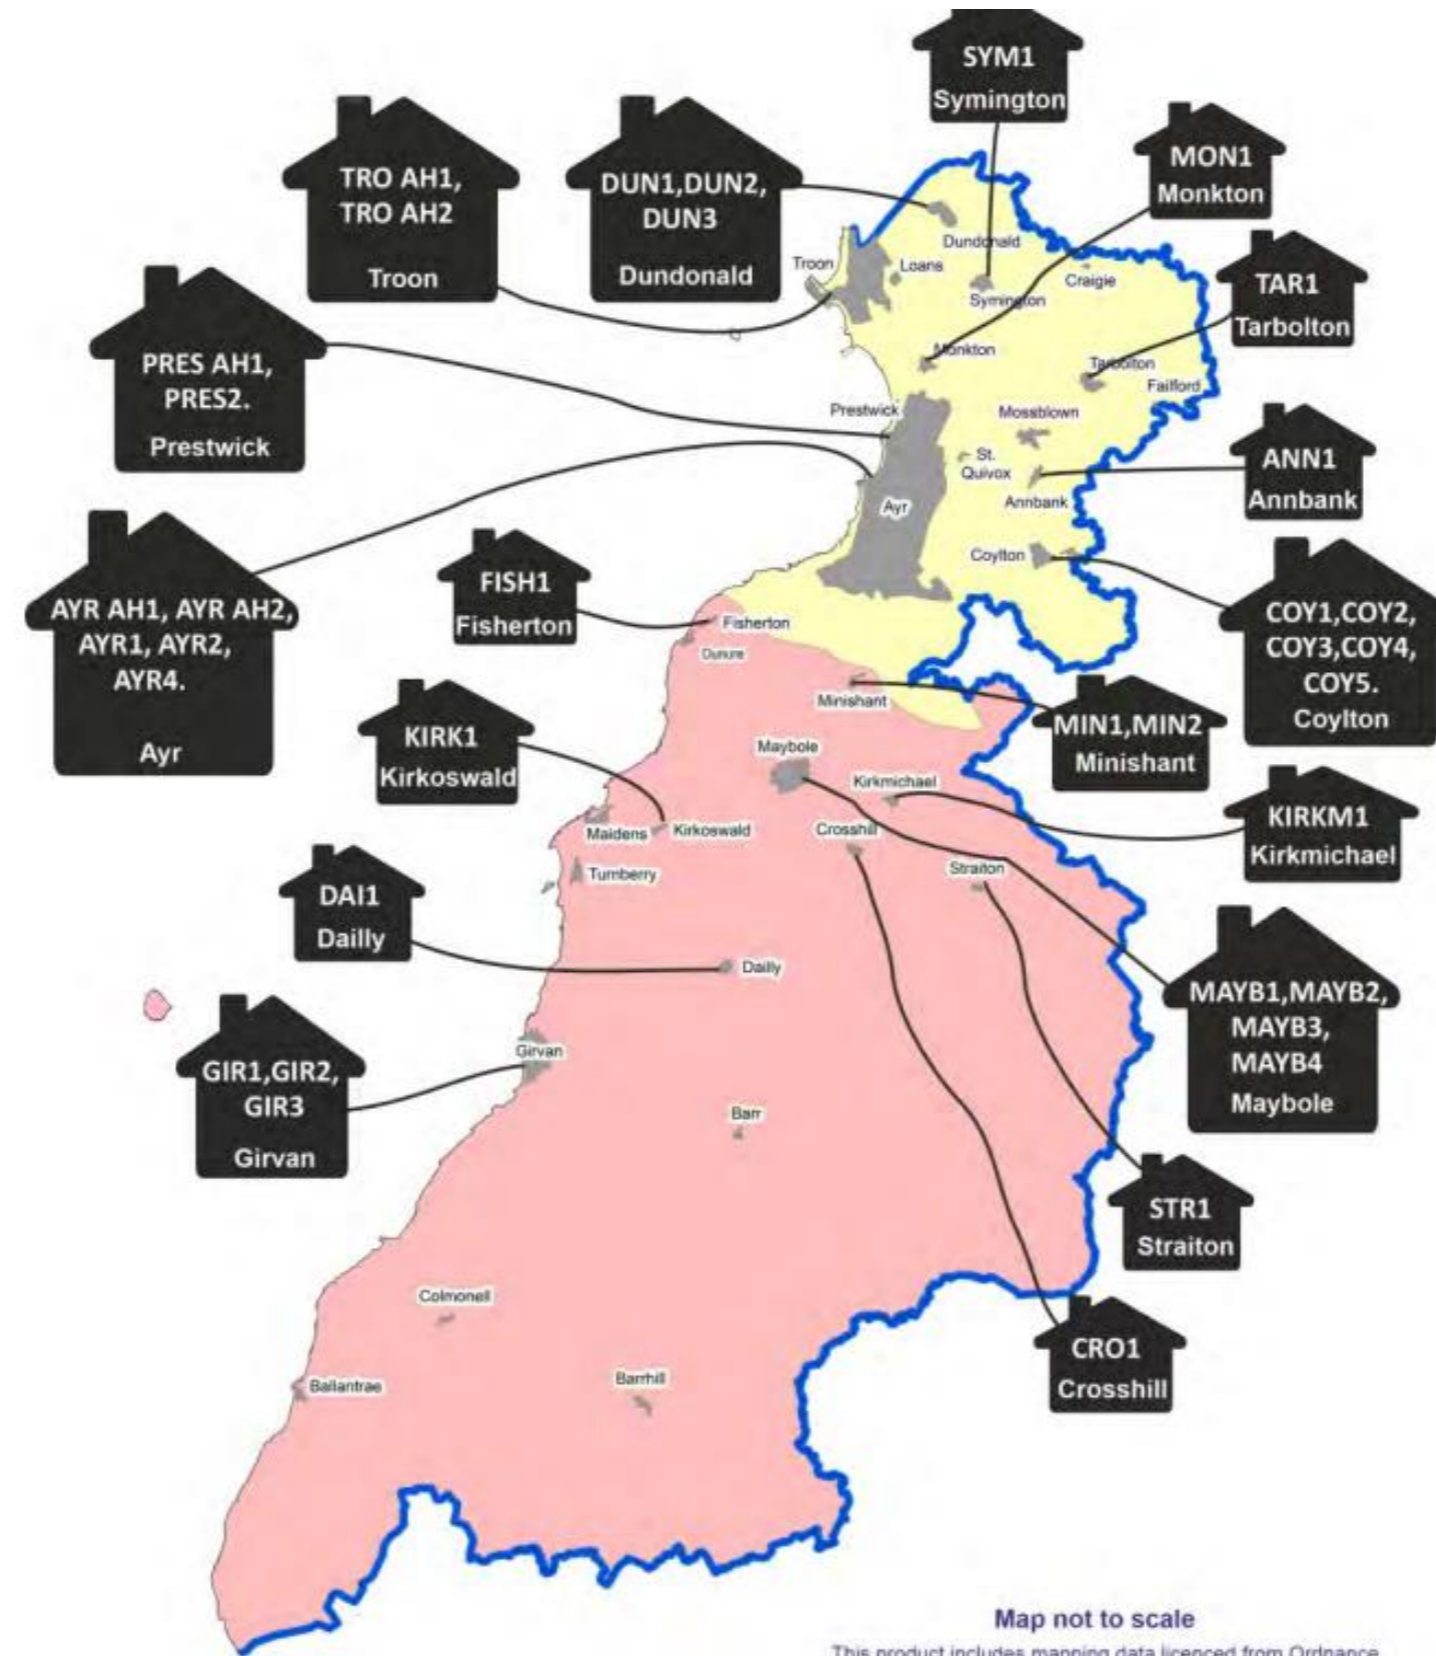 SYM1
Symington
MON1
Monkton
TRO AH1,
TRO AH2
Troon
DUN1,DUN2,
DUN3
Dundonald
TAR1
Tarbolton
PRES AH1,
PRES2.
Prestwick
ANN1
Annbank
AYR AH1, AYR AH2,
AYR1, AYR2,
AYR4.
Ayr
FISH1
Fisherton
COY1,COY2,
COY3,COY4,
COY5.
Coylton
KIRK1
Kirkoswald
MIN1,MIN2
Minishant
KIRKM1
Kirkmichael
DAI1
Dailly
MAYB1,MAYB2,
MAYB3,
MAYB4
Maybole
GIR1,GIR2,
GIR3
Girvan
STR1
Straiton
CRO1
Crosshill
Dundonald
Troon
Loans
Craigie
Symington
Monkton
Tarbolton
Failford
Prestwick
Mossblown
St.
Quivox
Annbank
Ayr
Coylton
Fisherton
Dunure
Minishant
Maybole
Kirkmichael
Maidens
Kirkoswald
Crosshill
Turnberry
Straiton
Dailly
Girvan
Barr
Colmonell
Ballantrae
Barrhill
Map not to scale
This product includes mapping data licenced from Ordnance